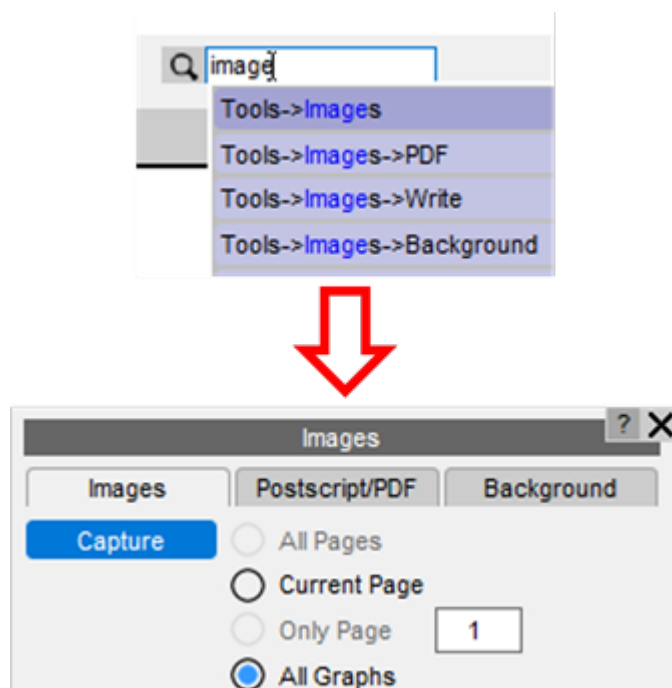 image
Tools->Images
Tools->Images->PDF
Tools->Images->Write
Tools->Images->Background
Images
?
Images Postscript/PDF Background
Capture All Pages
Current Page
Only Page 1
All Graphs